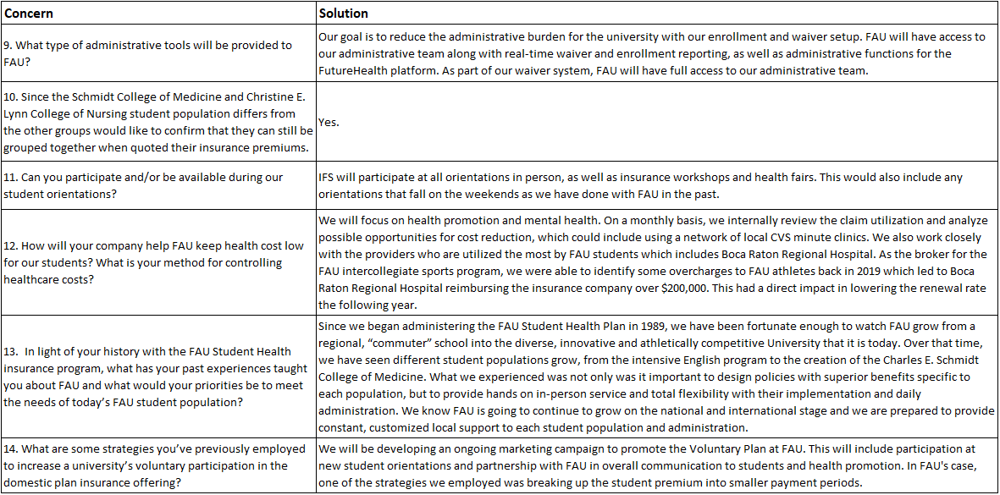 Concern
Solution
9. What type of administrative tools will be provided to
FAU?
Our goal is to reduce the administrative burden for the university with our enrollment and waiver setup. FAU will have access to
our administrative team along with real-time waiver and enrollment reporting, as well as administrative functions for the
FutureHealth platform. As part of our waiver system, FAU will have full access to our administrative team.
10. Since the Schmidt College of Medicine and Christine E.
Lynn College of Nursing student population differs from
the other groups would like to confirm that they can still be
grouped together when quoted their insurance premiums.
Yes.
11. Can you participate and/or be available during our
student orientations?
IFS will participate at all orientations in person, as well as insurance workshops and health fairs. This would also include any
orientations that fall on the weekends as we have done with FAU in the past.
12. How will your company help FAU keep health cost low
for our students? What is your method for controlling
healthcare costs?
We will focus on health promotion and mental health. On a monthly basis, we internally review the claim utilization and analyze
possible opportunities for cost reduction, which could include using a network of local CVS minute clinics. We also work closely
with the providers who are utilized the most by FAU students which includes Boca Raton Regional Hospital. As the broker for the
FAU intercollegiate sports program, we were able to identify some overcharges to FAU athletes back in 2019 which led to Boca
Raton Regional Hospital reimbursing the insurance company over $200,000. This had a direct impact in lowering the renewal rate
the following year.
13.  In light of your history with the FAU Student Health
insurance program, what has your past experiences taught
you about FAU and what would your priorities be to meet
the needs of today’s FAU student population?
Since we began administering the FAU Student Health Plan in 1989, we have been fortunate enough to watch FAU grow from a
regional, “commuter” school into the diverse, innovative and athletically competitive University that it is today. Over that time,
we have seen different student populations grow, from the intensive English program to the creation of the Charles E. Schmidt
College of Medicine. What we experienced was not only was it important to design policies with superior benefits specific to
each population, but to provide hands on in-person service and total flexibility with their implementation and daily
administration. We know FAU is going to continue to grow on the national and international stage and we are prepared to provide
constant, customized local support to each student population and administration.
14. What are some strategies you’ve previously employed
to increase a university’s voluntary participation in the
domestic plan insurance offering?
We will be developing an ongoing marketing campaign to promote the Voluntary Plan at FAU. This will include participation at
new student orientations and partnership with FAU in overall communication to students and health promotion. In FAU's case,
one of the strategies we employed was breaking up the student premium into smaller payment periods.